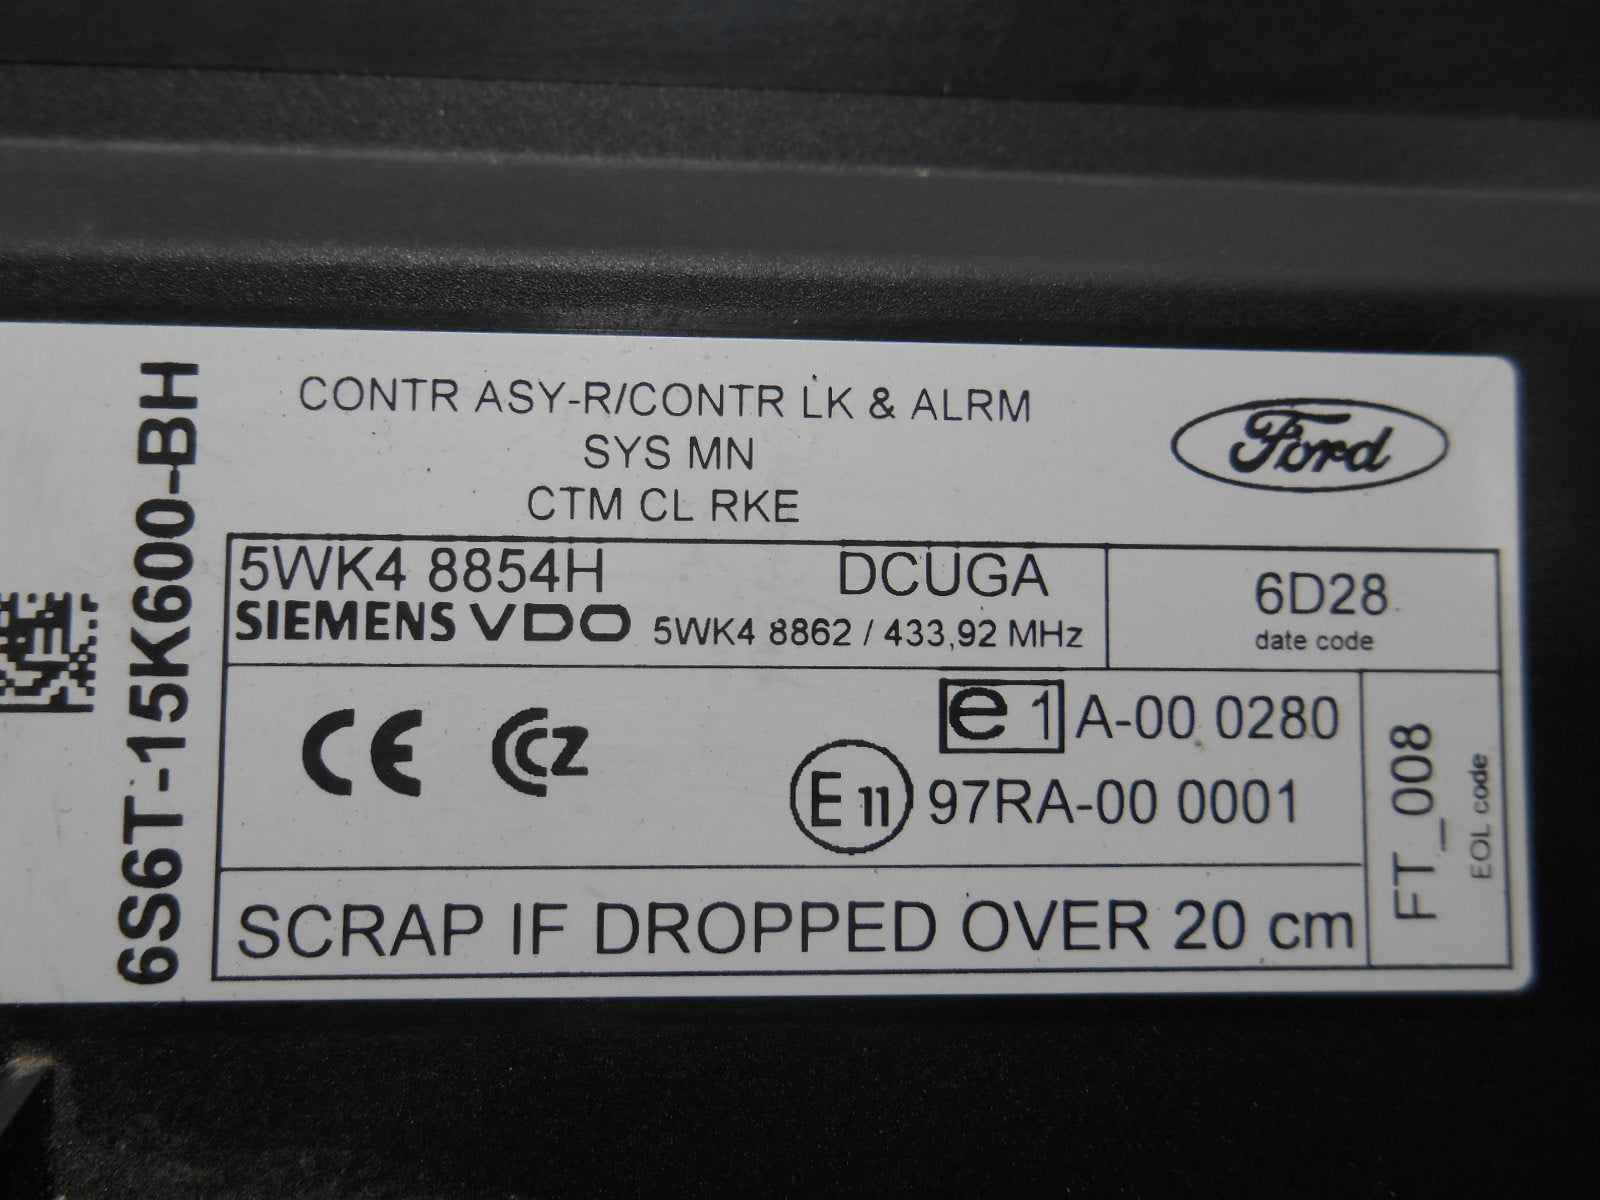 6S6T-15K600-BH
CONTR ASY-R/CONTR LK & ALRM
SYS MN
CTM CL RKE
Ford
5WK4 8854H DCUGA
SIEMENS VDO 5WK4 8862 / 433,92 MHz
6D28
date code
CE CCZ
e 1 A-00 0280
E 11 97RA-00 0001
FT_008
EOL code
SCRAP IF DROPPED OVER 20 cm